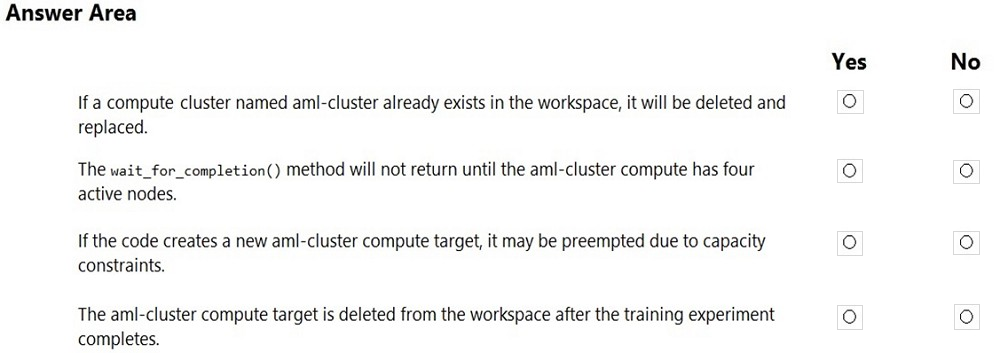 Answer Area
Yes No
If a compute cluster named aml-cluster already exists in the workspace, it will be deleted and
replaced.
The wait_for_completion() method will not return until the aml-cluster compute has four
active nodes.
If the code creates a new aml-cluster compute target, it may be preempted due to capacity
constraints.
The aml-cluster compute target is deleted from the workspace after the training experiment
completes.